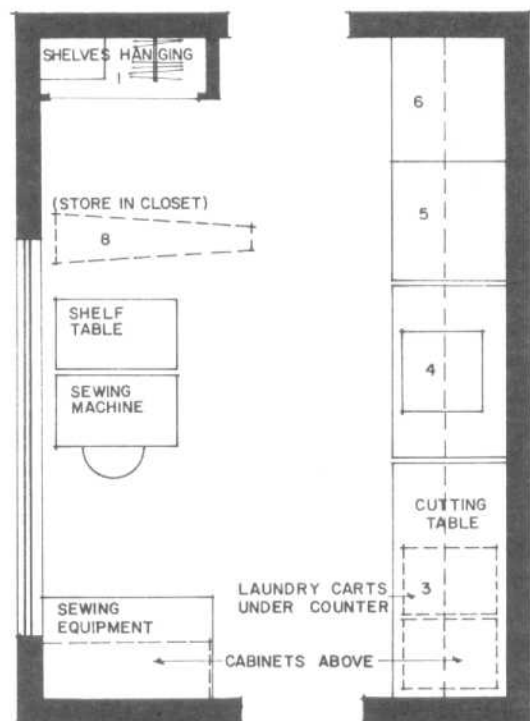 SHELVES HANGING
1
6
(STORE IN CLOSET)
8
5
SHELF
TABLE
4
SEWING
MACHINE
CUTTING
TABLE
LAUNDRY CARTS
UNDER COUNTER
3
SEWING
EQUIPMENT
CABINETS ABOVE